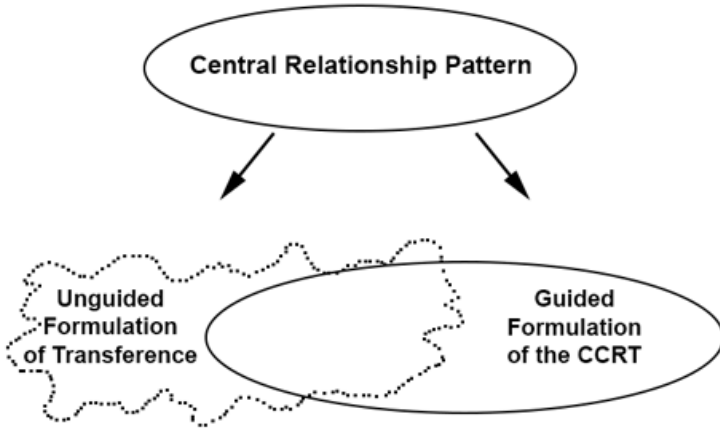 Central Relationship Pattern
Unguided
Formulation
of Transference
Guided
Formulation
of the CCRT